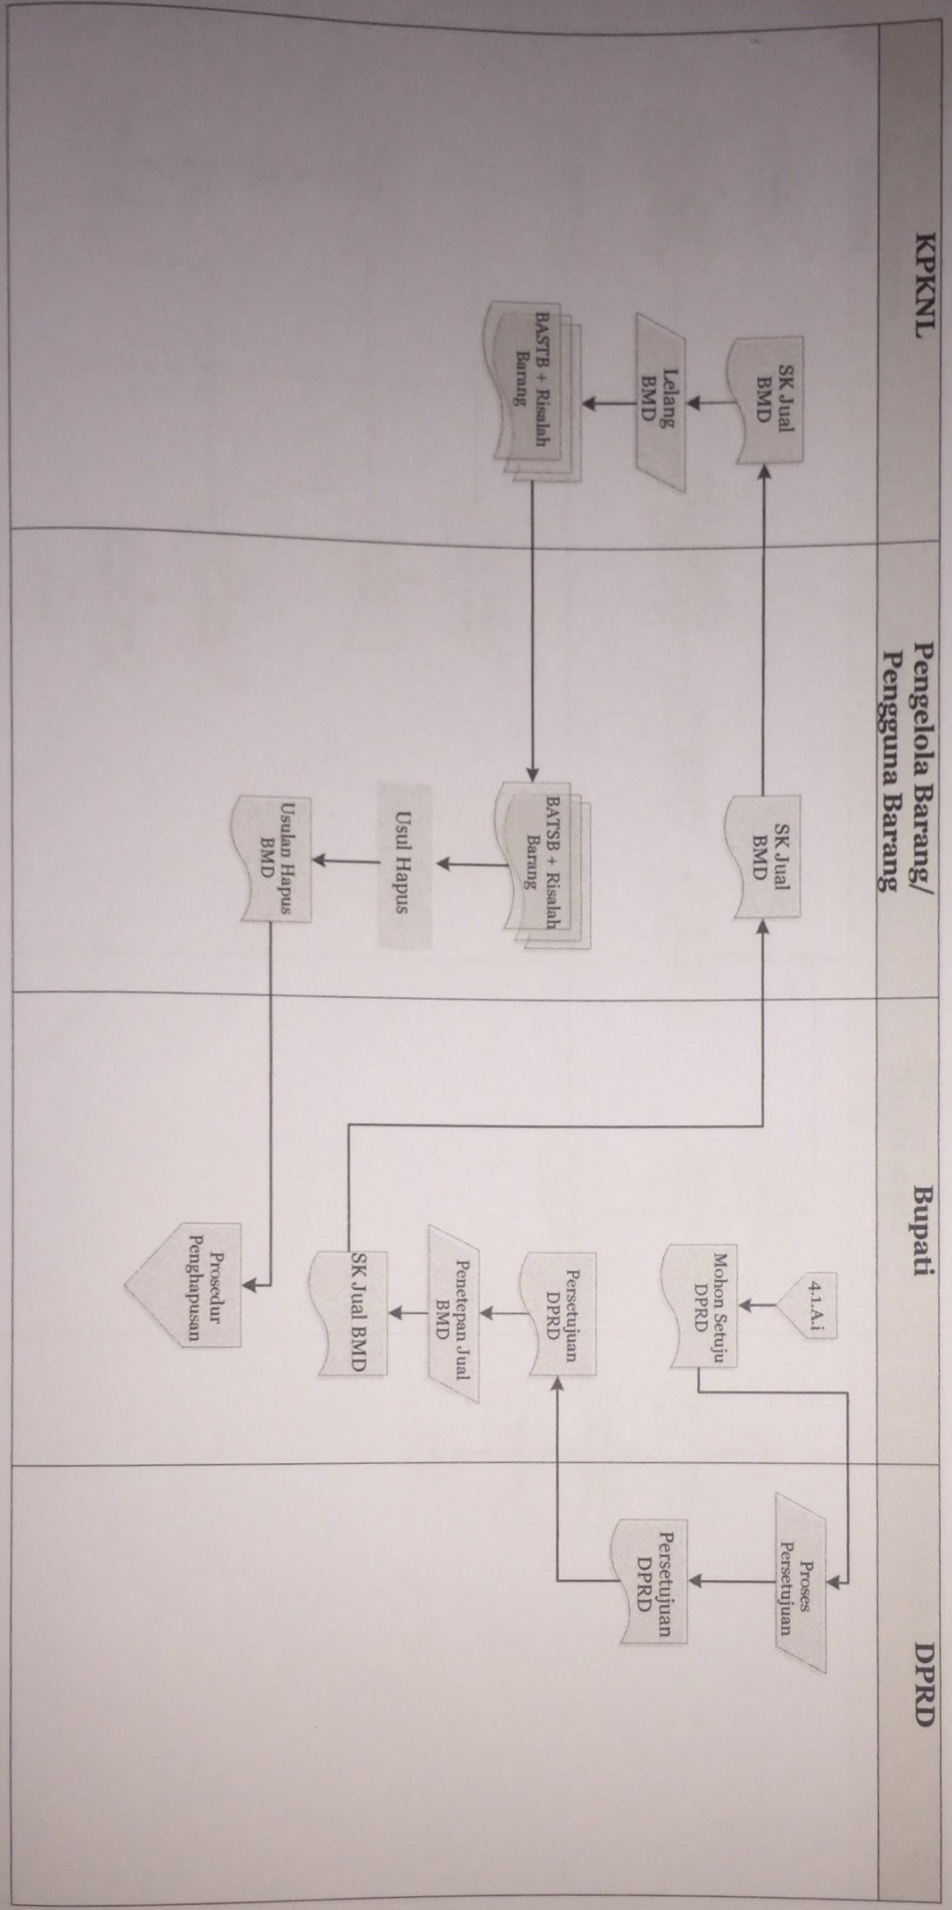 KPKNL
Pengelola Barang/
Pengguna Barang
Bupati
DPRD
SK Jual
BMD
Lelang
BMD
BASTB + Risalah
Barang
SK Jual
BMD
BATSB + Risalah
Barang
Usul Hapus
Usulan Hapus
BMD
4.1.A.i
Mohon Setuju
DPRD
Persetujuan
DPRD
Penetepan Jual
BMD
SK Jual BMD
Prosedur
Penghapusan
Proses
Persetujuan
Persetujuan
DPRD